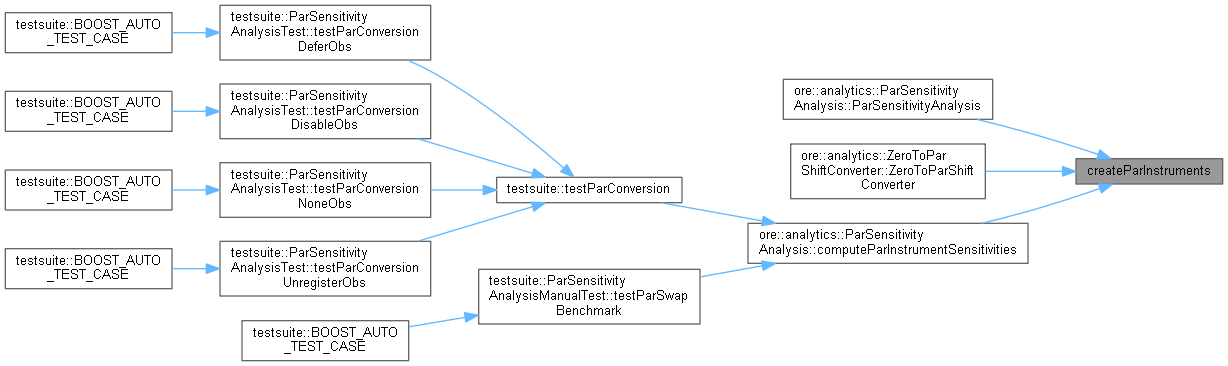 testsuite::BOOST_AUTO
_TEST_CASE
testsuite::ParSensitivity
AnalysisTest::testParConversion
DeferObs
testsuite::BOOST_AUTO
_TEST_CASE
testsuite::ParSensitivity
AnalysisTest::testParConversion
DisableObs
testsuite::BOOST_AUTO
_TEST_CASE
testsuite::ParSensitivity
AnalysisTest::testParConversion
NoneObs
testsuite::BOOST_AUTO
_TEST_CASE
testsuite::ParSensitivity
AnalysisTest::testParConversion
UnregisterObs
testsuite::BOOST_AUTO
_TEST_CASE
testsuite::testParConversion
testsuite::ParSensitivity
AnalysisManualTest::testParSwap
Benchmark
ore::analytics::ParSensitivity
Analysis::ParSensitivityAnalysis
ore::analytics::ZeroToPar
ShiftConverter::ZeroToParShift
Converter
ore::analytics::ParSensitivity
Analysis::computeParInstrumentSensitivities
createParInstruments